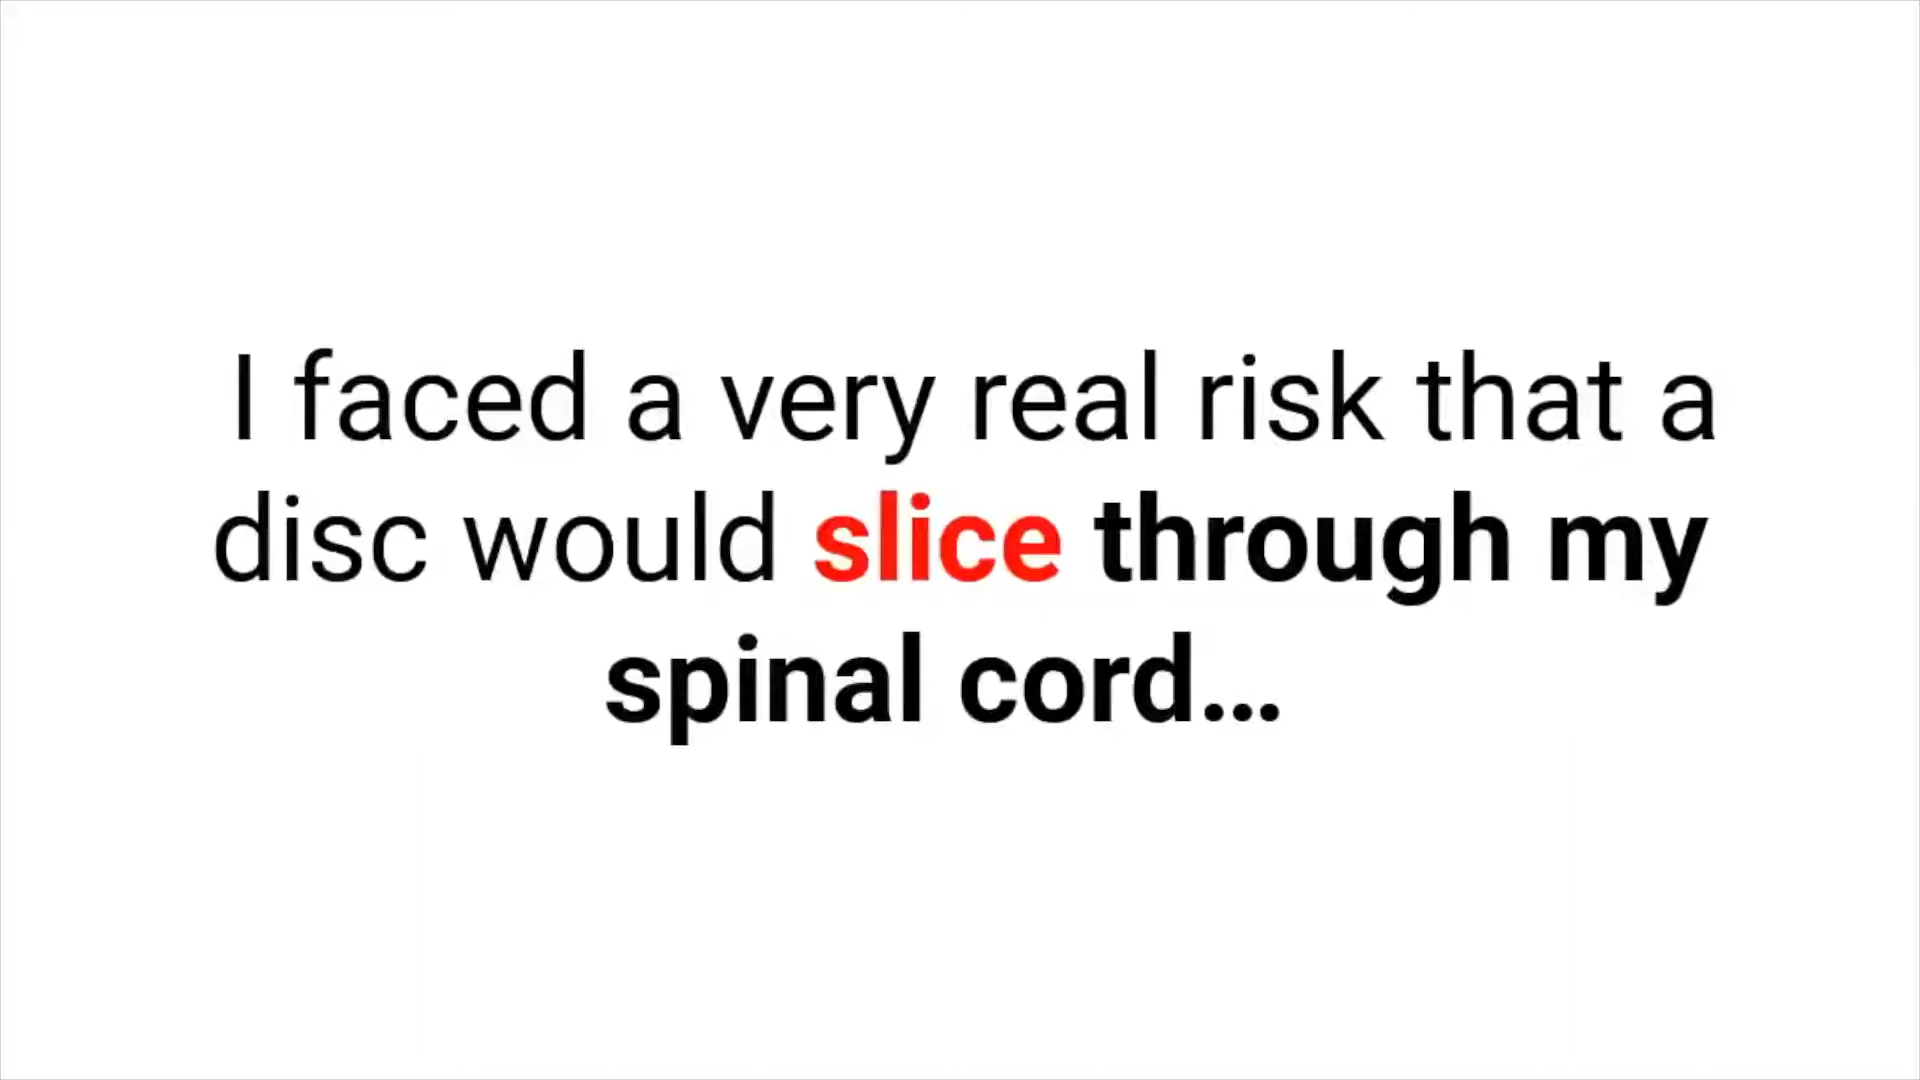 I faced a very real risk that a
disc would slice through my
spinal cord...